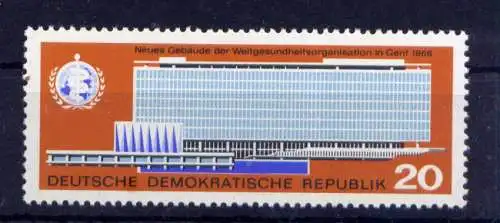 Neues Gebäude der Weltgesundheitsorganisation in Genf 1966
DEUTSCHE DEMOKRATISCHE REPUBLIK 20